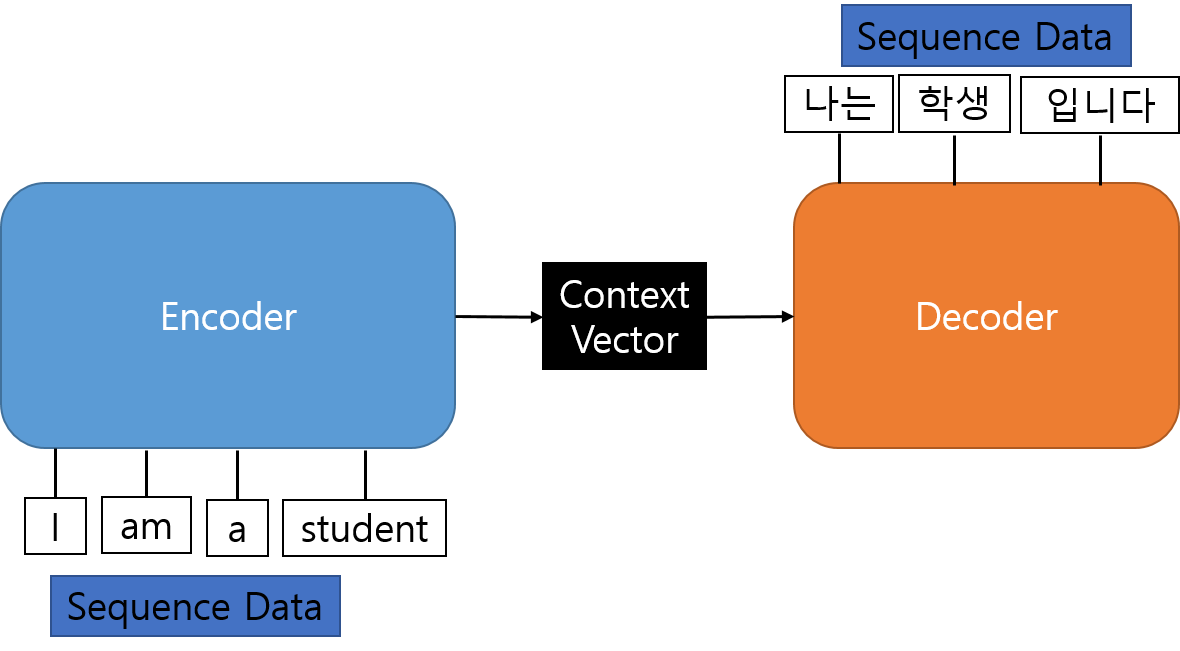 Sequence Data
나는 학생 입니다
Encoder
Context
Vector
Decoder
I am a student
Sequence Data